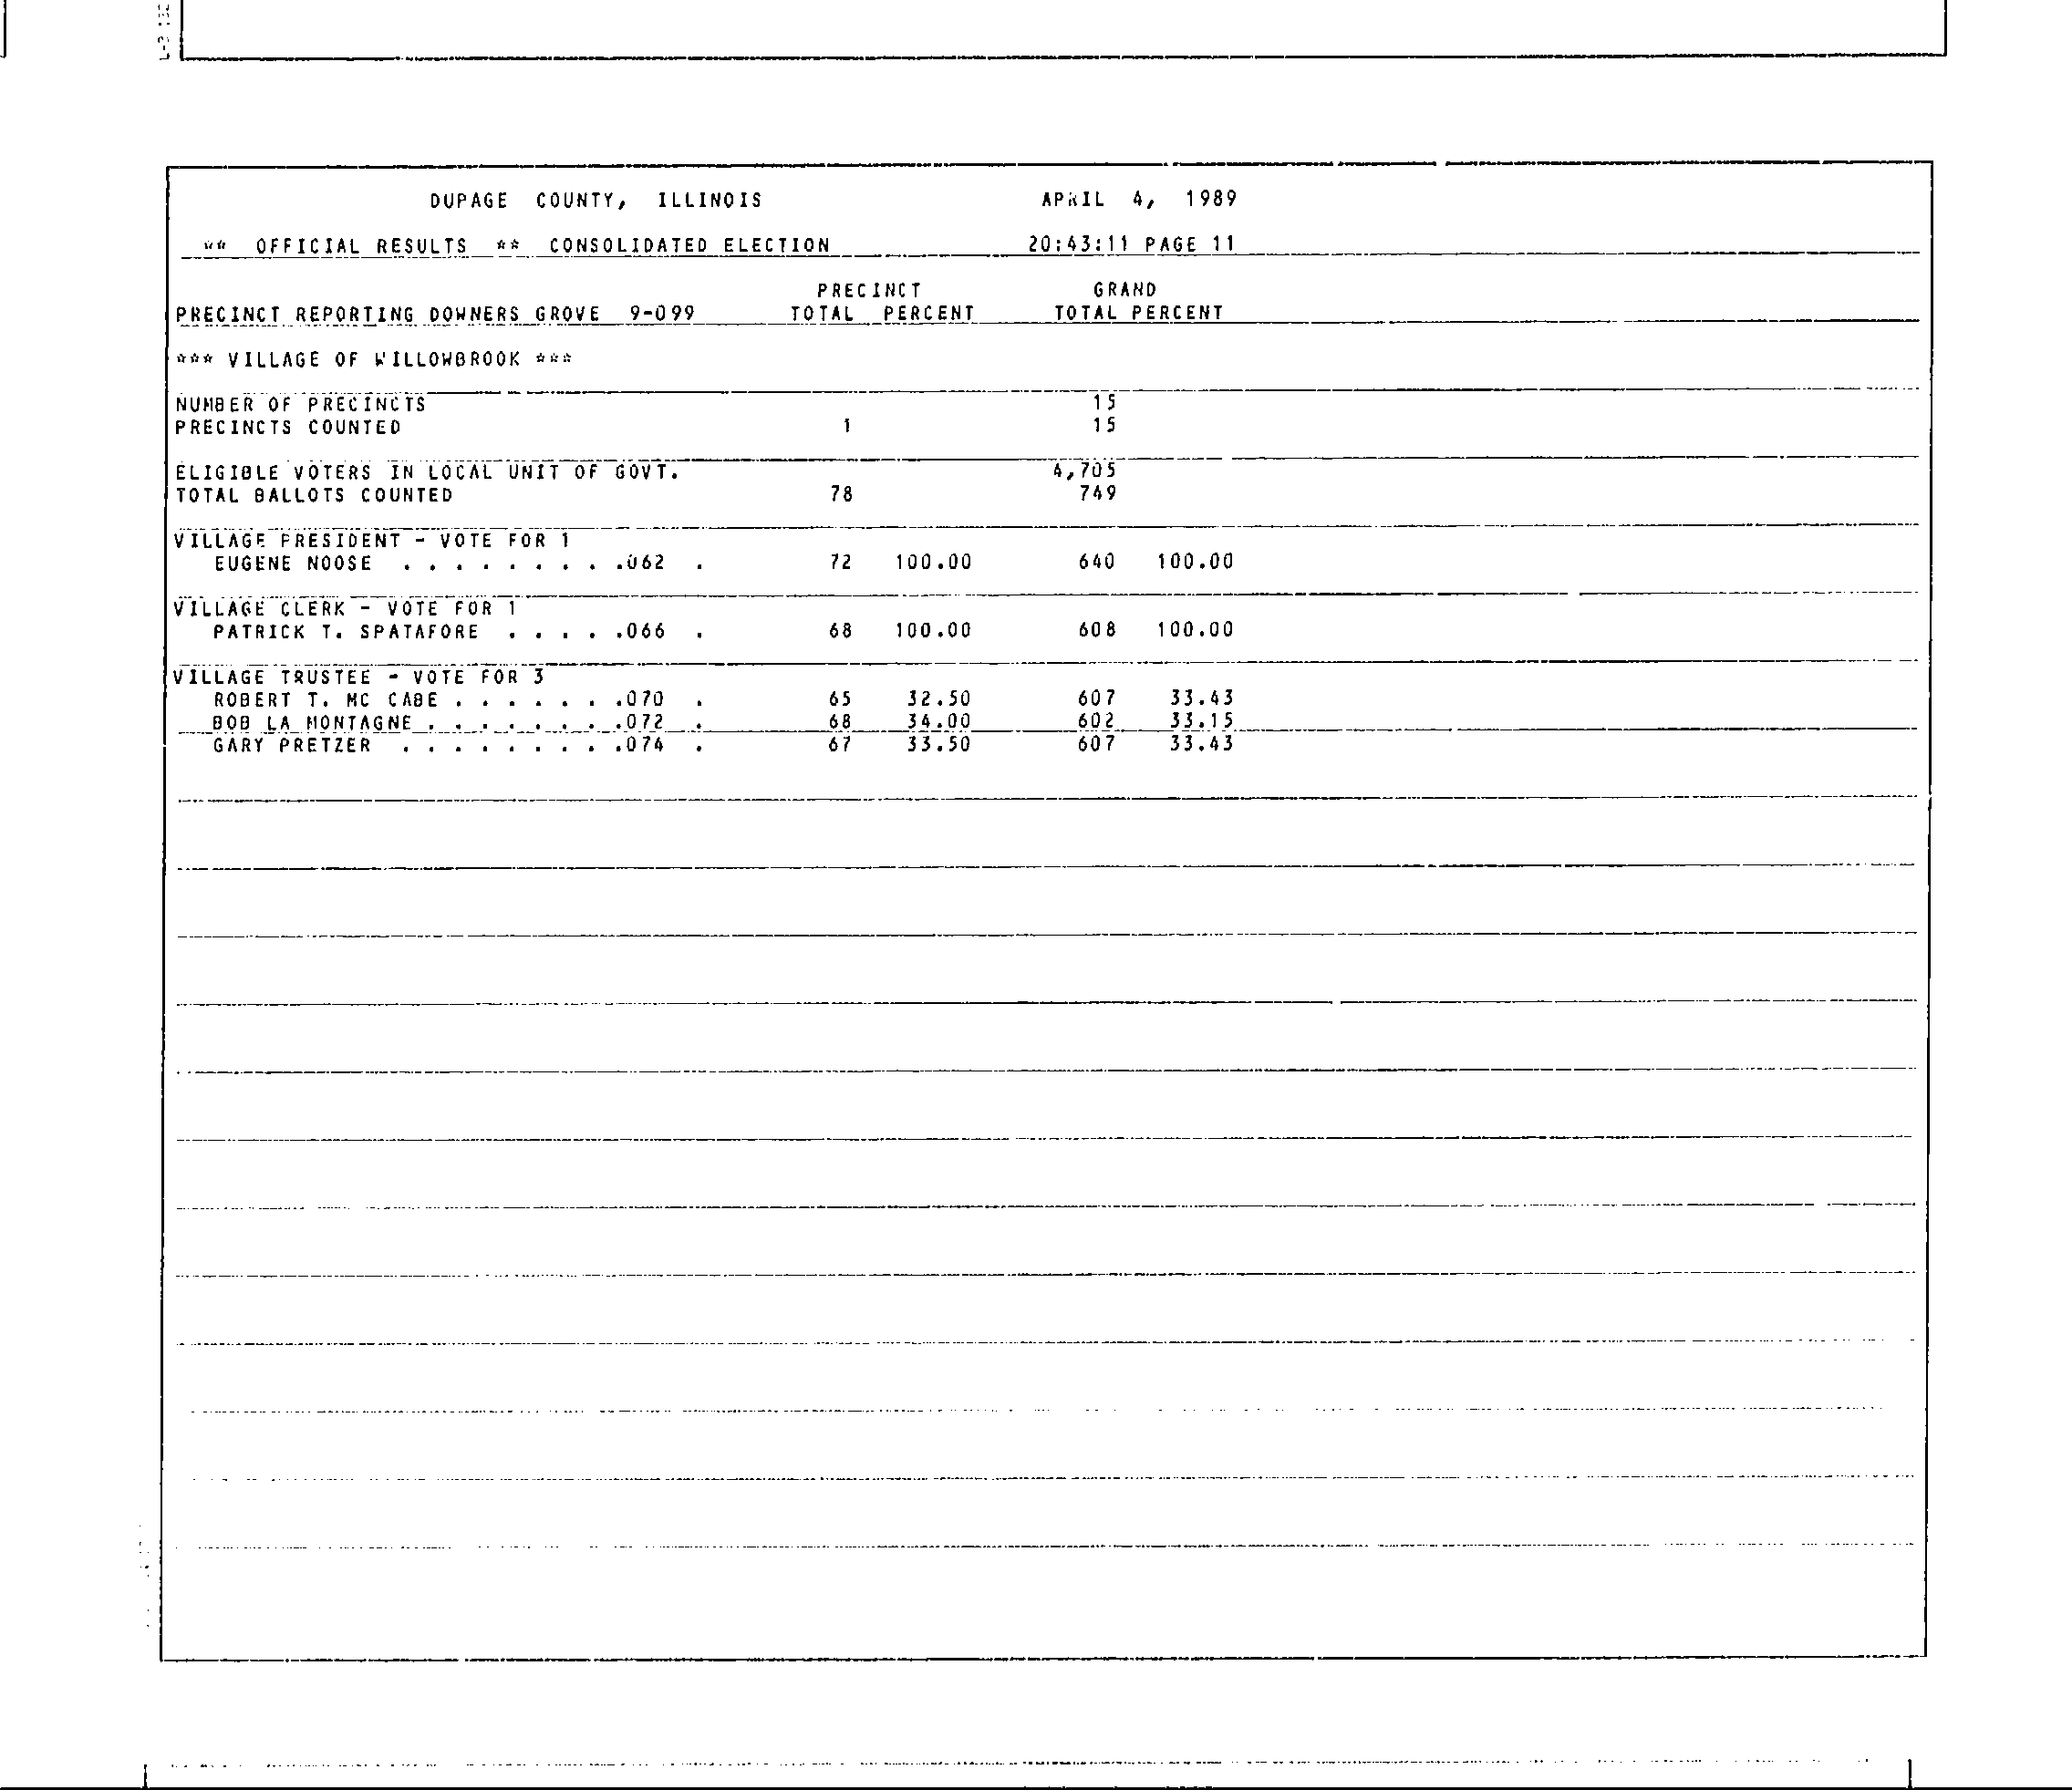 DUPAGE COUNTY, ILLINOIS APRIL 4, 1989
** OFFICIAL RESULTS ** CONSOLIDATED ELECTION 20:43:11 PAGE 11
PRECINCT GRAND
PRECINCT REPORTING DOWNERS GROVE 9-099 TOTAL PERCENT TOTAL PERCENT
*** VILLAGE OF WILLOWBROOK ***
NUMBER OF PRECINCTS 15
PRECINCTS COUNTED 1 15
ELIGIBLE VOTERS IN LOCAL UNIT OF GOVT. 4,705
TOTAL BALLOTS COUNTED 78 749
VILLAGE PRESIDENT - VOTE FOR 1
EUGENE NOOSE . . . . . . . . .062 . 72 100.00 640 100.00
VILLAGE CLERK - VOTE FOR 1
PATRICK T. SPATAFORE . . . . .066 . 68 100.00 608 100.00
VILLAGE TRUSTEE - VOTE FOR 3
ROBERT T. MC CABE . . . . . . .070 . 65 32.50 607 33.43
BOB LA MONTAGNE . . . . . . . .072 . 68 34.00 602 33.15
GARY PRETZER . . . . . . . . .074 . 67 33.50 607 33.43